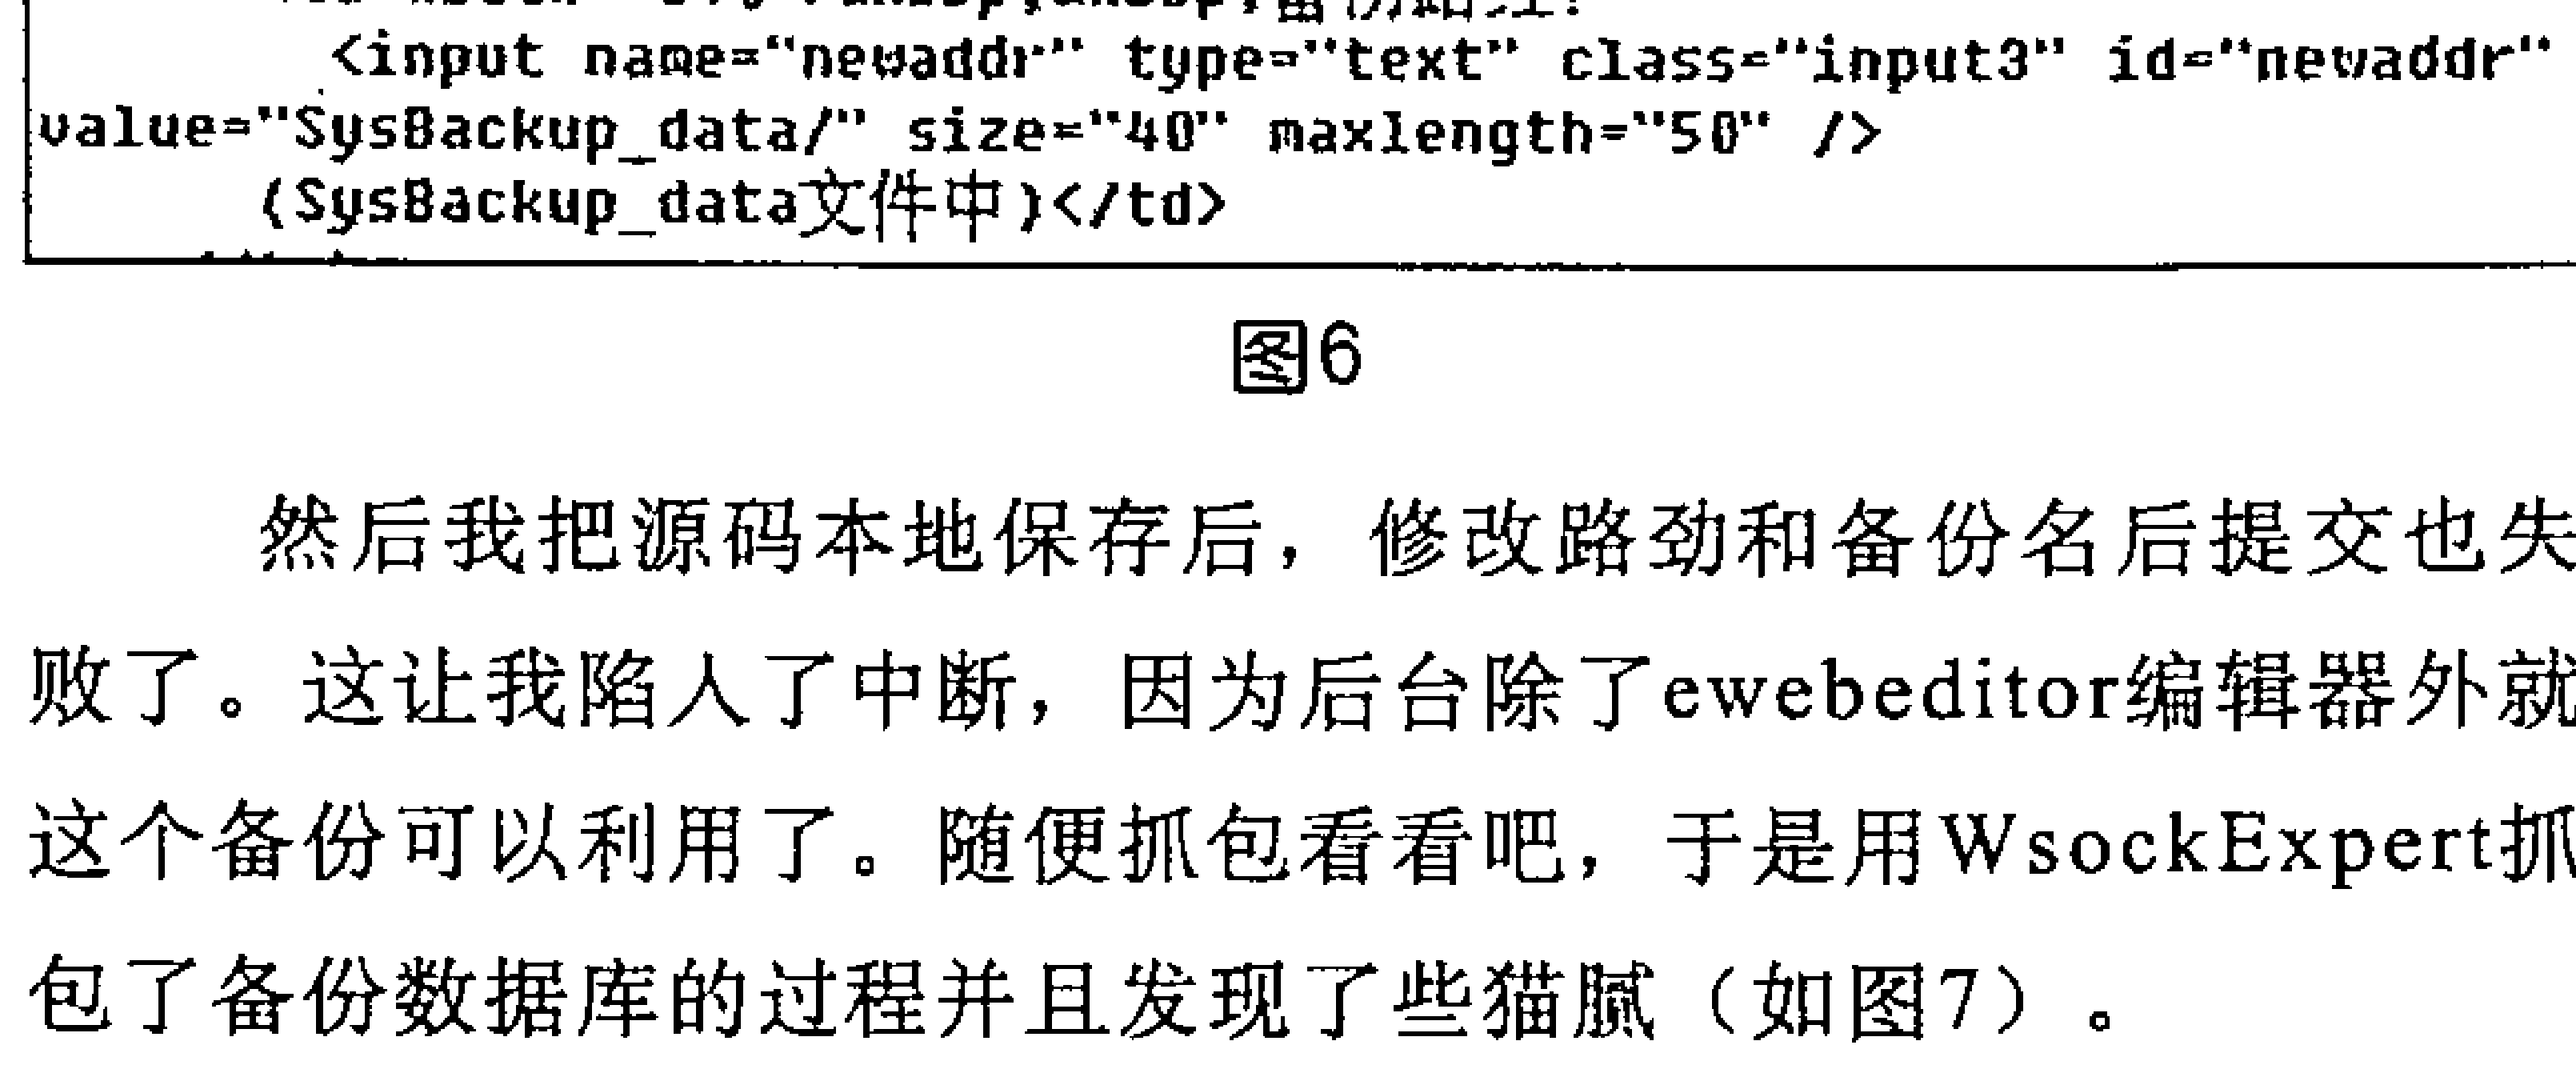 备份路径:
<input name="newaddr" type="text" class="input3" id="newaddr"
value="SysBackup_data/" size="40" maxlength="50" />
(SysBackup_data文件中)</td>
图6
然后我把源码本地保存后，修改路劲和备份名后提交也失
败了。这让我陷入了中断，因为后台除了ewebeditor编辑器外就
这个备份可以利用了。随便抓包看看吧，于是用WsockExpert抓
包了备份数据库的过程并且发现了些猫腻（如图7）。